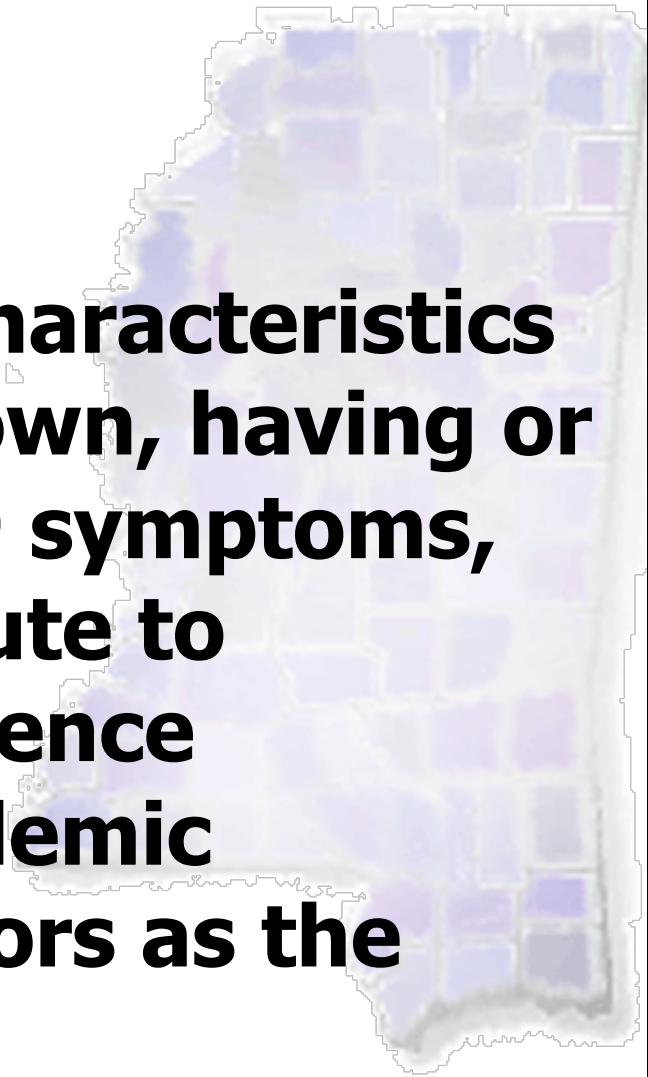 haracteristics
own, having or
symptoms,
ute to
ence
lemic
ors as the